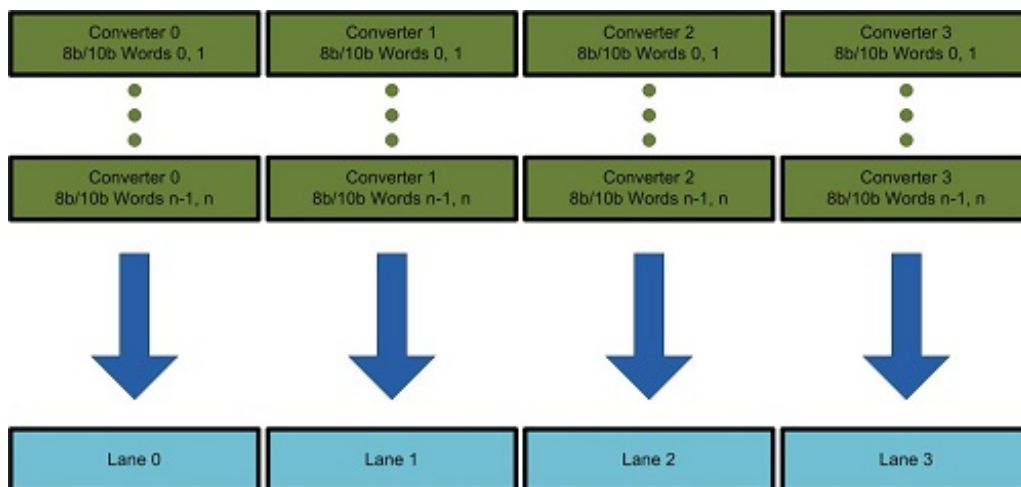 Converter 0
8b/10b Words 0, 1
Converter 1
8b/10b Words 0, 1
Converter 2
8b/10b Words 0, 1
Converter 3
8b/10b Words 0, 1
Converter 0
8b/10b Words n-1, n
Converter 1
8b/10b Words n-1, n
Converter 2
8b/10b Words n-1, n
Converter 3
8b/10b Words n-1, n
Lane 0
Lane 1
Lane 2
Lane 3